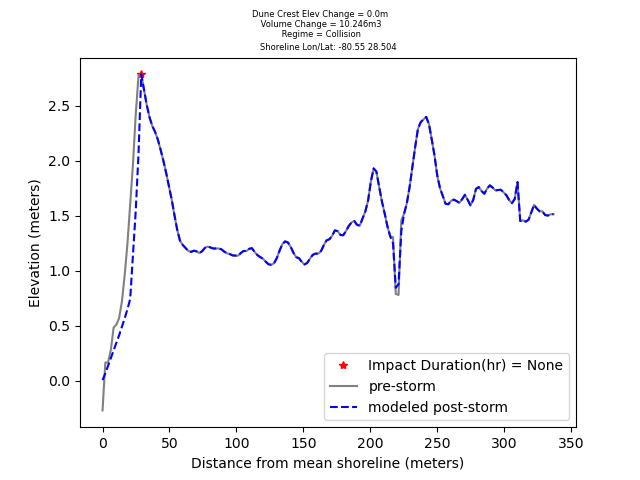 Dune Crest Elev Change = 0.0m
Volume Change = 10.246m3
Regime = Collision
Shoreline Lon/Lat: -80.55 28.504
2.5
2.0
1.5
1.0
0.5
0.0
Elevation (meters)
Impact Duration(hr) = None
pre-storm
modeled post-storm
0 50 100 150 200 250 300 350
Distance from mean shoreline (meters)